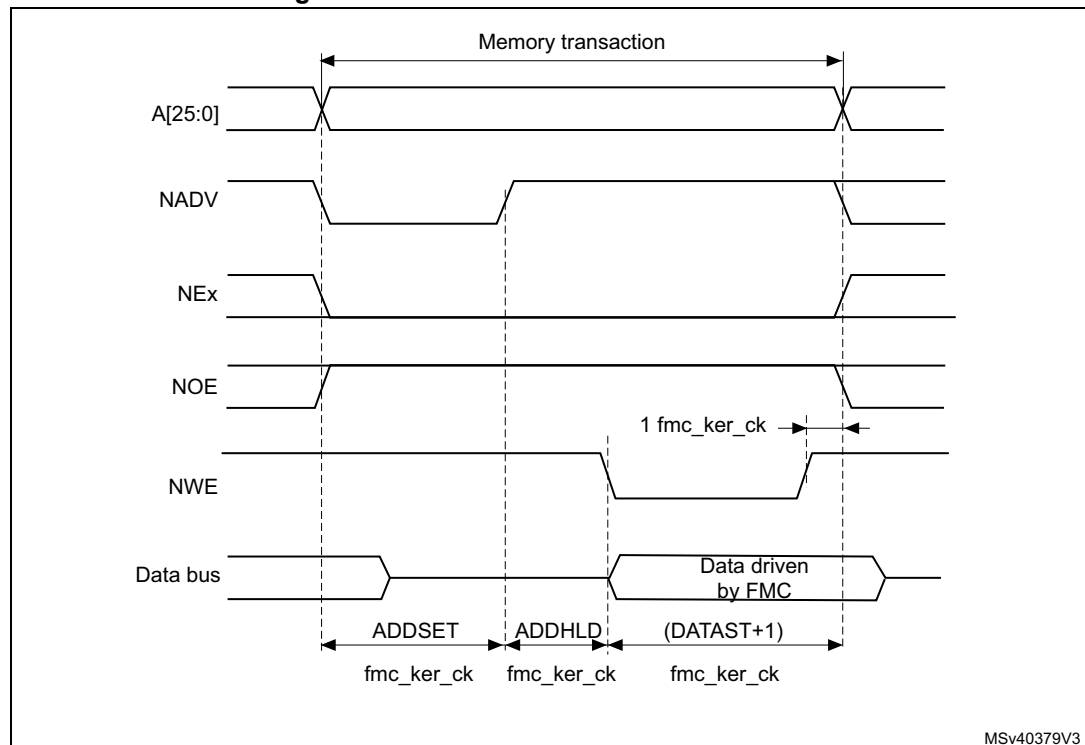 Memory transaction
A[25:0]
NADV
NEx
NOE
1 fmc_ker_ck
NWE
Data bus
Data driven
by FMC
ADDSET
ADDHLD
(DATAST+1)
fmc_ker_ck
fmc_ker_ck
fmc_ker_ck
MSv40379V3